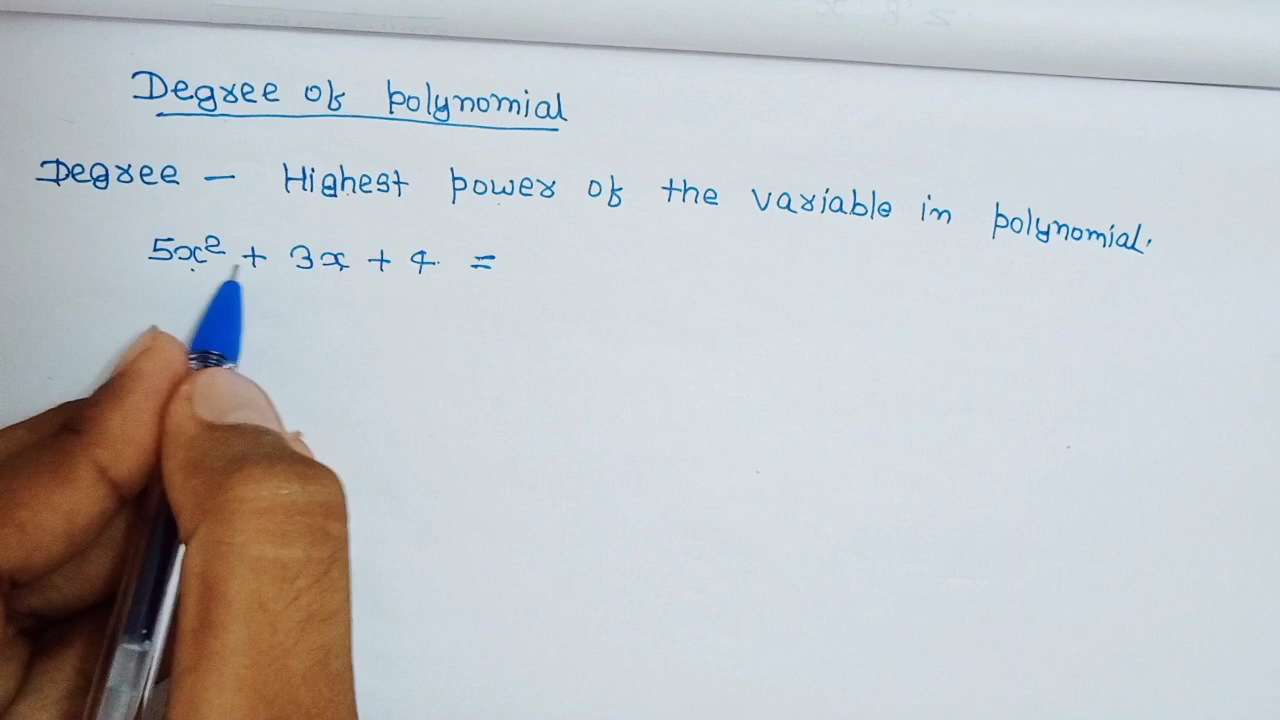 Degree of polynomial
Degree - Highest power of the variable in polynomial.
5x² + 3x + 4 =